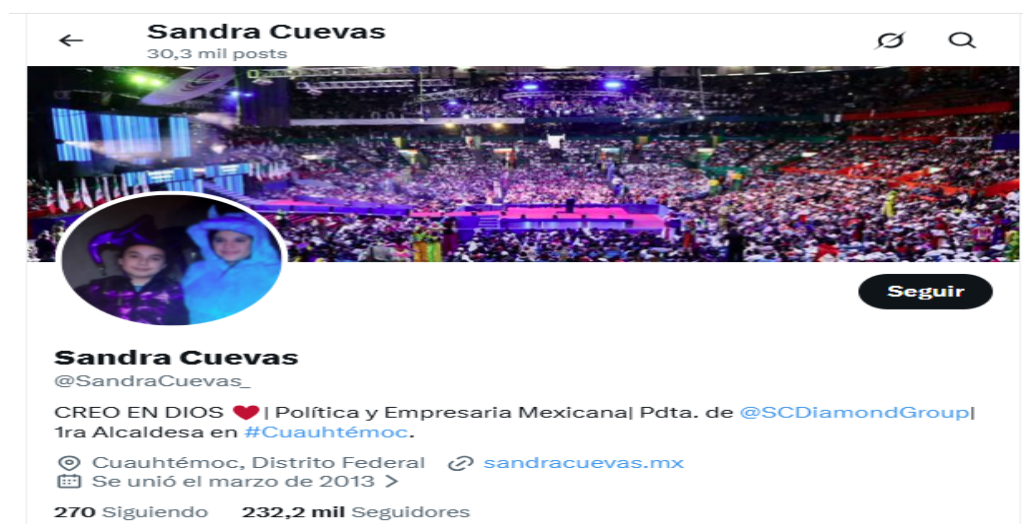 Sandra Cuevas
30,3 mil posts
Seguir
Sandra Cuevas
@SandraCuevas_
CREO EN DIOS ❤️| Política y Empresaria Mexicana| Pdta. de @SCDiamondGroup|
1ra Alcaldesa en #Cuauhtémoc.
Cuauhtémoc, Distrito Federal sandracuevas.mx
Se unió el marzo de 2013
270 Siguiendo 232,2 mil Seguidores